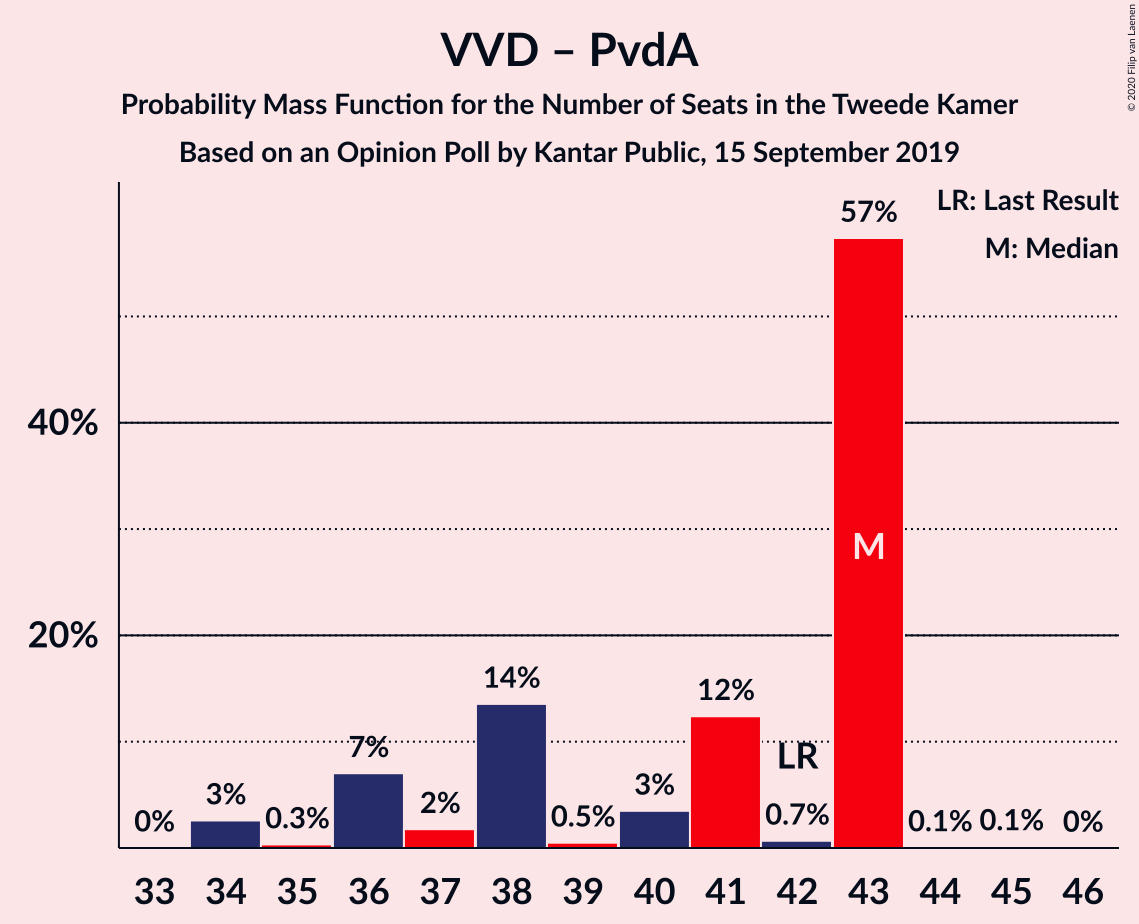 VVD – PvdA
Probability Mass Function for the Number of Seats in the Tweede Kamer
Based on an Opinion Poll by Kantar Public, 15 September 2019
© 2020 Filip van Laenen
LR: Last Result
M: Median
40%
20%
0%
3%
0.3%
7%
2%
14%
0.5%
3%
12%
0.7%
LR
57%
M
0.1%
0.1%
0%
33 34 35 36 37 38 39 40 41 42 43 44 45 46